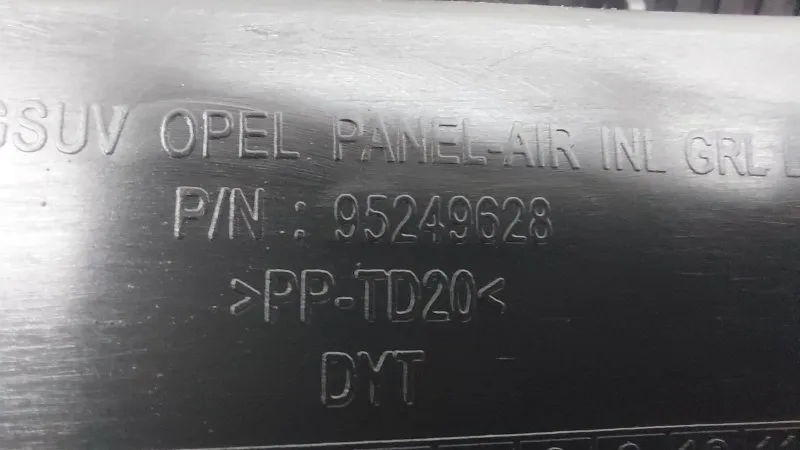 GSUV OPEL PANEL-AIR INL GRL L
P/N : 95249628
>PP-TD20<
DYT